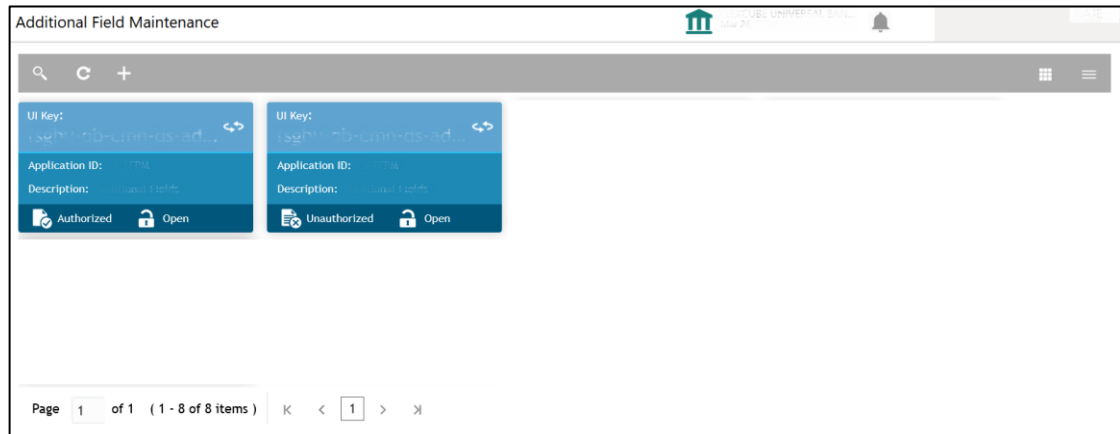 Additional Field Maintenance
UNIVERSAL
UI Key:
Application ID:
Description:
Authorized Open
UI Key:
Application ID:
Description:
Unauthorized Open
Page 1 of 1 ( 1 - 8 of 8 items ) K < 1 > >|